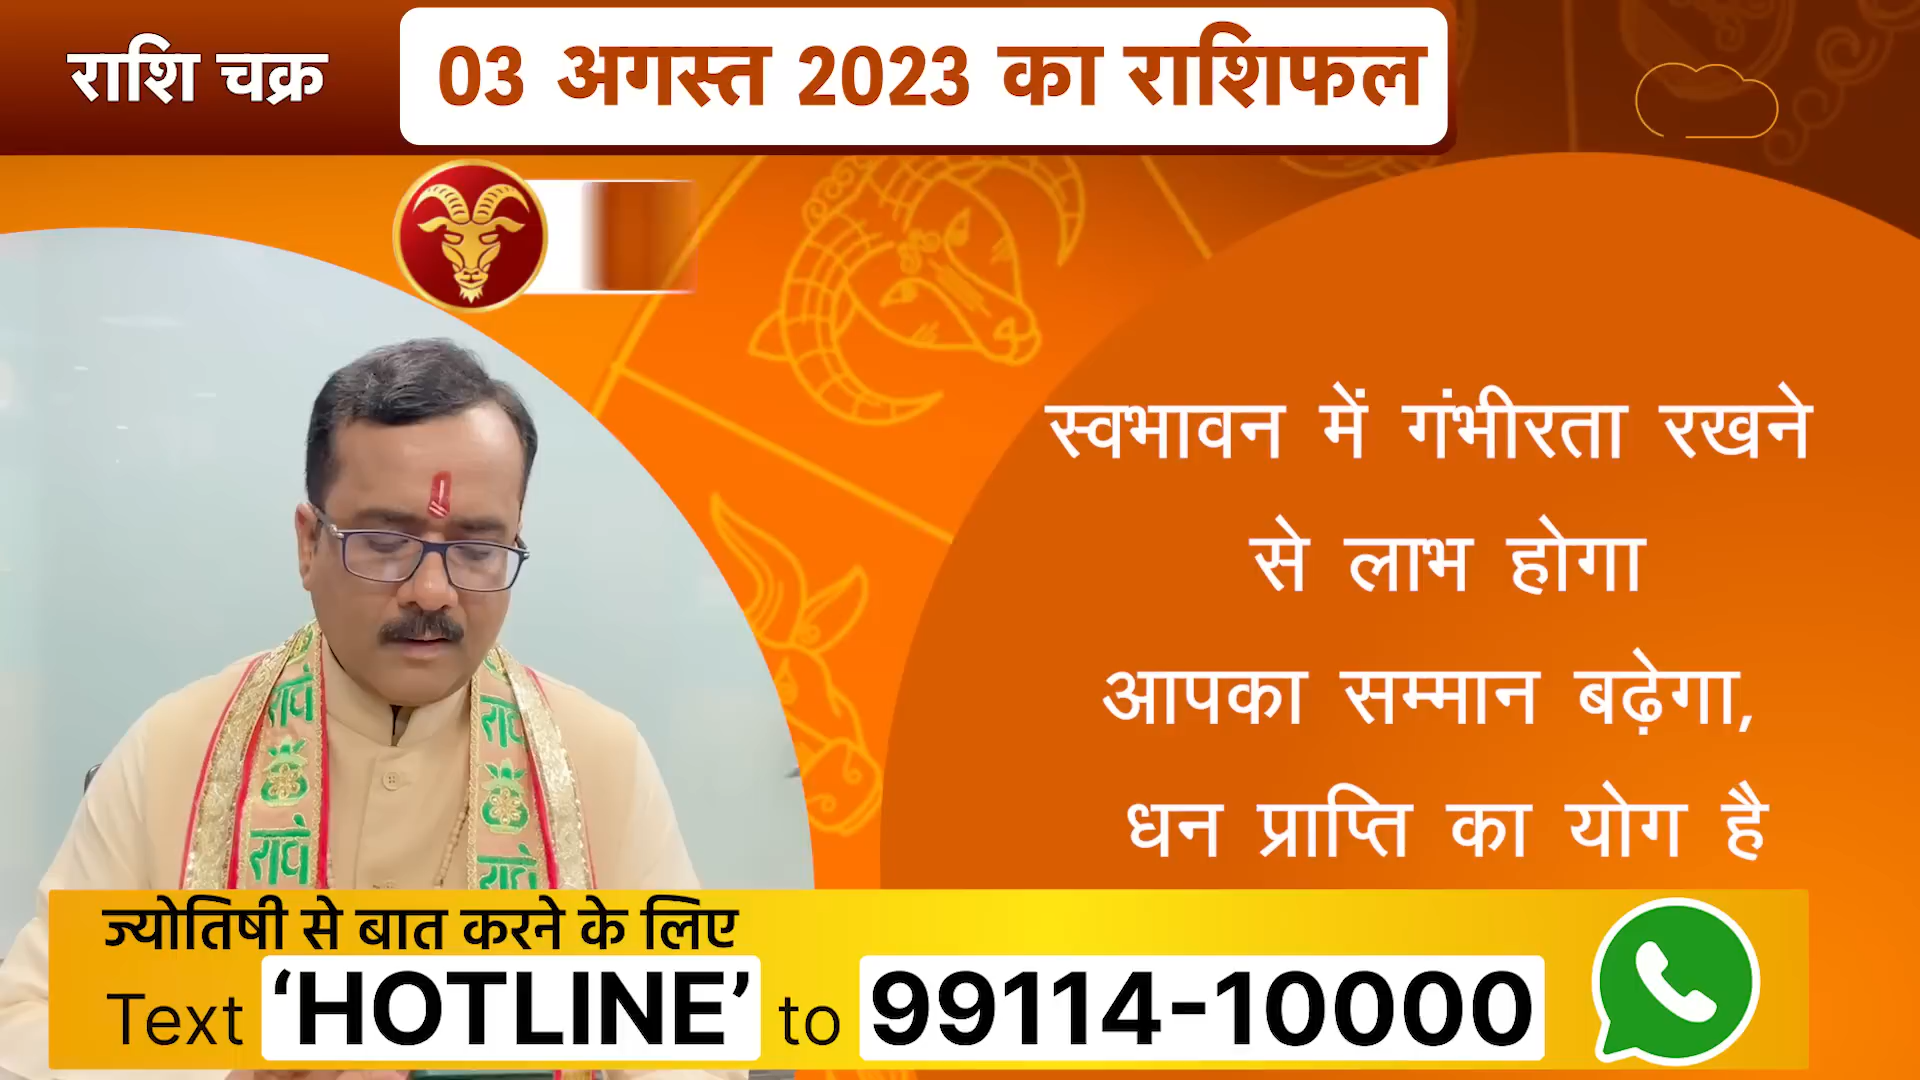 राशि चक्र
03 अगस्त 2023 का राशिफल
स्वभावन में गंभीरता रखने
से लाभ होगा
आपका सम्मान बढ़ेगा,
धन प्राप्ति का योग है
राधे
राधे
राधे
राधे
ज्योतिषी से बात करने के लिए
Text ‘HOTLINE’ to 99114-10000